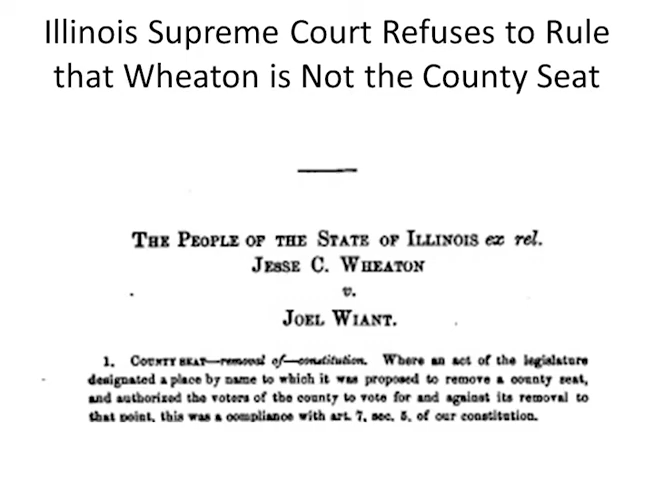 Illinois Supreme Court Refuses to Rule
that Wheaton is Not the County Seat
The People of the State of Illinois ex rel.
Jesse C. Wheaton
v.
Joel Wiant.
1. County seat—removal of—constitution. Where an act of the legislature
designated a place by name to which it was proposed to remove a county seat,
and authorized the voters of the county to vote for and against its removal to
that point, this was a compliance with art. 7, sec. 5, of our constitution.